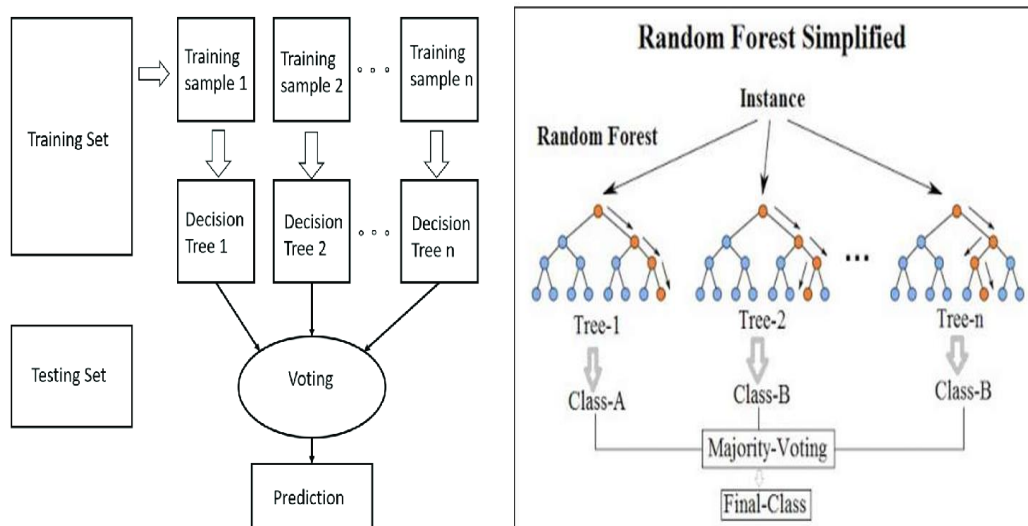 Training Set
Training
sample 1
Training
sample 2
Training
sample n
Decision
Tree 1
Decision
Tree 2
Decision
Tree n
Testing Set
Voting
Prediction
Random Forest Simplified
Instance
Random Forest
Tree-1
Tree-2
Tree-n
Class-A
Class-B
Class-B
Majority-Voting
Final-Class